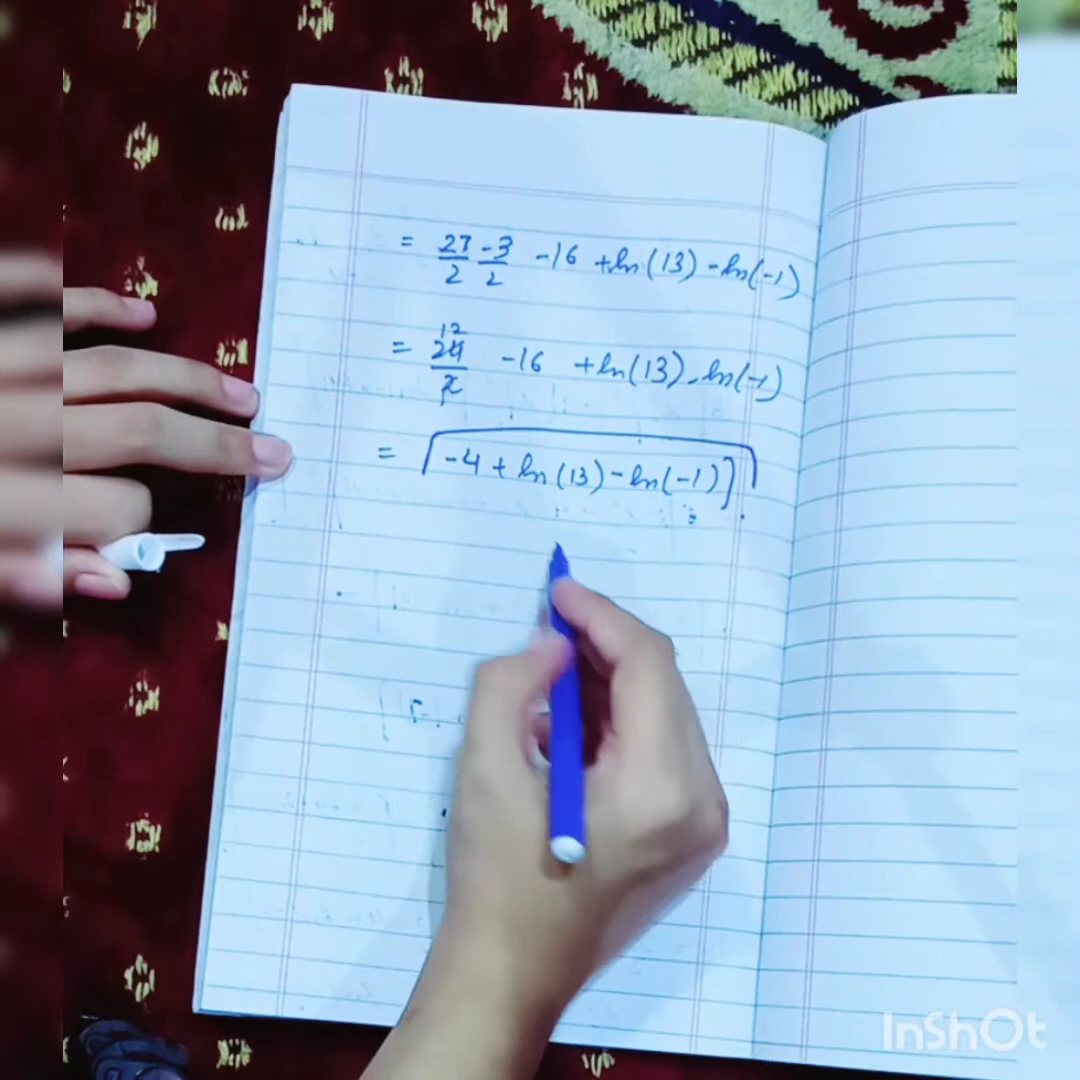 = 27/2 -3/2 -16 +ln(13) -ln(-1)
12
= 24/2 -16 +ln(13) -ln(-1)
= [-4 + ln(13) - ln(-1)]
InShOt